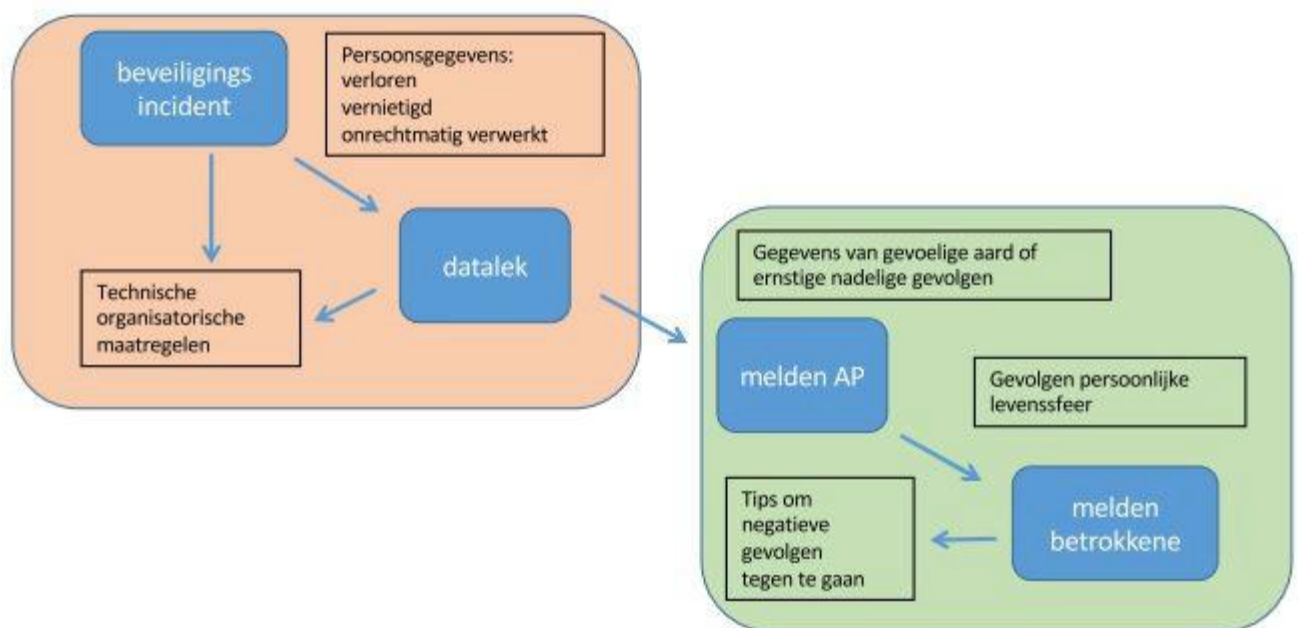 beveiligings
incident
Persoonsgegevens:
verloren
vernietigd
onrechtmatig verwerkt
datalek
Technische
organisatorische
maatregelen
Gegevens van gevoelige aard of
ernstige nadelige gevolgen
melden AP
Gevolgen persoonlijke
levenssfeer
melden
betrokkene
Tips om
negatieve
gevolgen
tegen te gaan